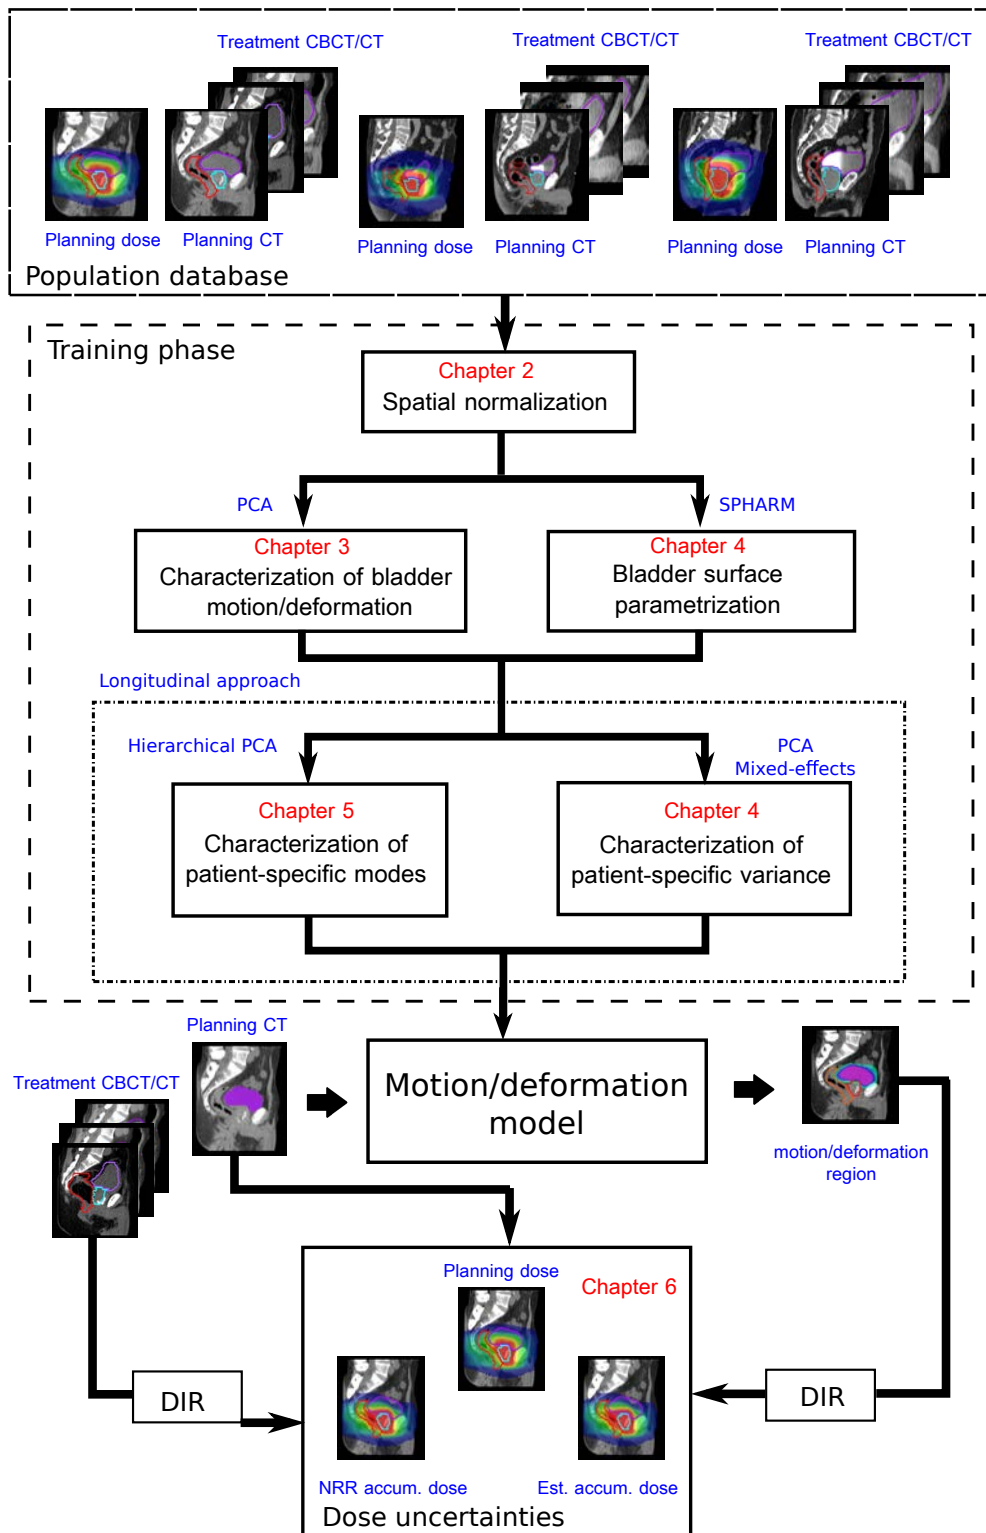 Treatment CBCT/CT
Treatment CBCT/CT
Treatment CBCT/CT
Planning dose
Planning CT
Planning dose
Planning CT
Planning dose
Planning CT
Population database
Training phase
Chapter 2
Spatial normalization
PCA
SPHARM
Chapter 3
Characterization of bladder
motion/deformation
Chapter 4
Bladder surface
parametrization
Longitudinal approach
Hierarchical PCA
PCA
Mixed-effects
Chapter 5
Characterization of
patient-specific modes
Chapter 4
Characterization of
patient-specific variance
Planning CT
Treatment CBCT/CT
Motion/deformation
model
motion/deformation
region
Planning dose
Chapter 6
DIR
DIR
NRR accum. dose
Est. accum. dose
Dose uncertainties